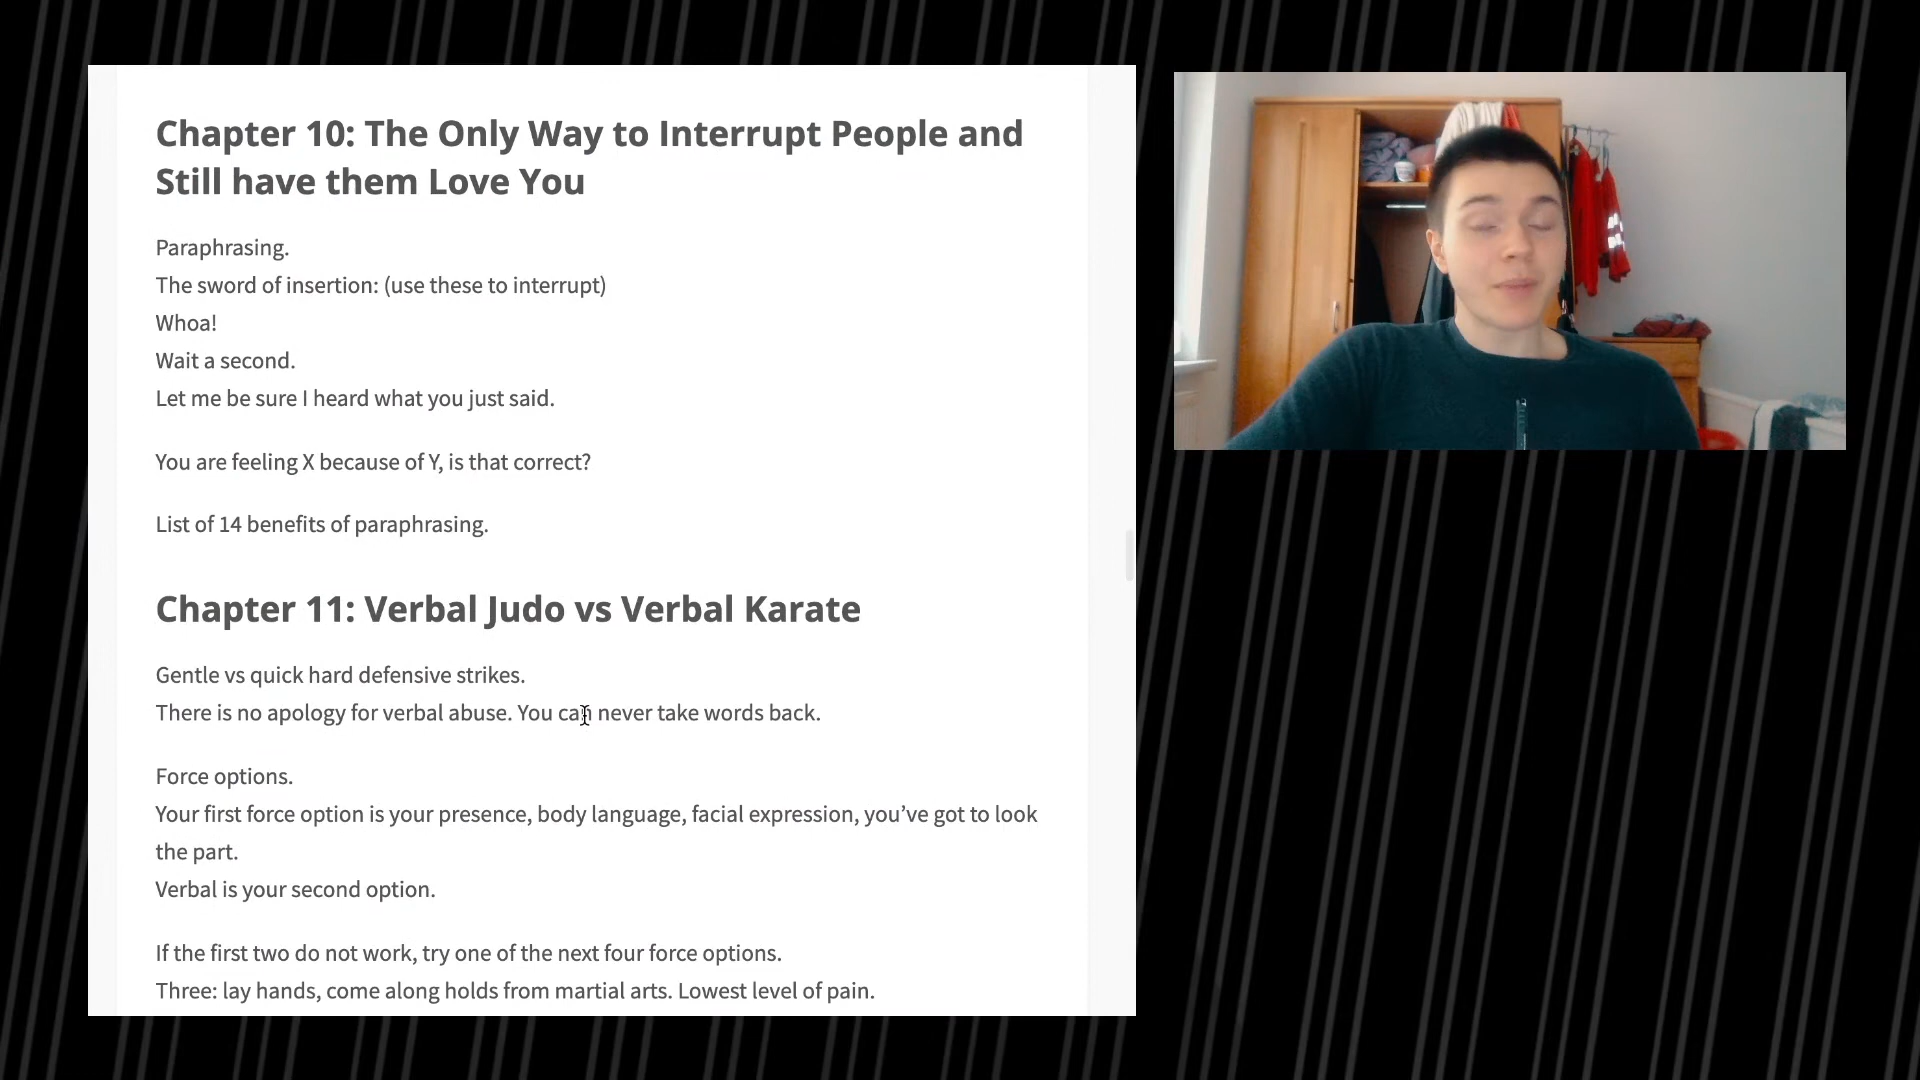 Chapter 10: The Only Way to Interrupt People and
Still have them Love You
Paraphrasing.
The sword of insertion: (use these to interrupt)
Whoa!
Wait a second.
Let me be sure I heard what you just said.
You are feeling X because of Y, is that correct?
List of 14 benefits of paraphrasing.
Chapter 11: Verbal Judo vs Verbal Karate
Gentle vs quick hard defensive strikes.
There is no apology for verbal abuse. You can never take words back.
Force options.
Your first force option is your presence, body language, facial expression, you’ve got to look
the part.
Verbal is your second option.
If the first two do not work, try one of the next four force options.
Three: lay hands, come along holds from martial arts. Lowest level of pain.